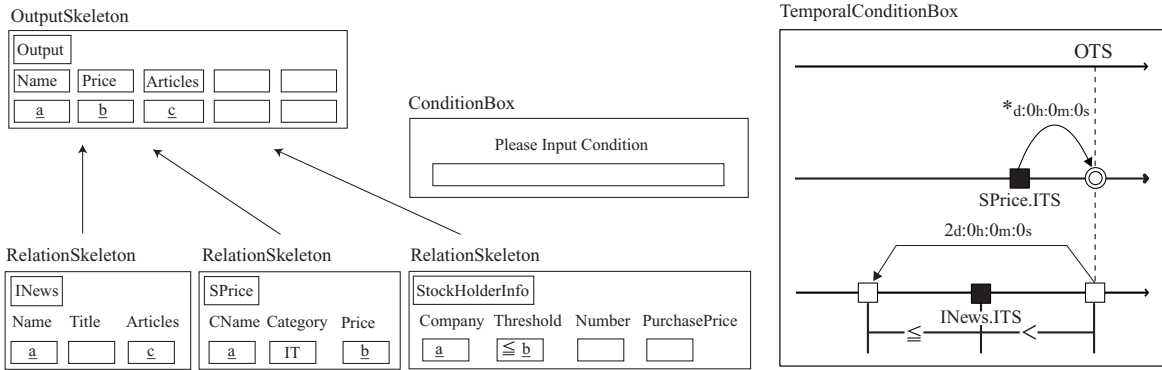 OutputSkeleton
Output
Name Price Articles
a b c
ConditionBox
Please Input Condition
RelationSkeleton
INews
Name Title Articles
a c
RelationSkeleton
SPrice
CName Category Price
a IT b
RelationSkeleton
StockHolderInfo
Company Threshold Number PurchasePrice
a ≦ b
TemporalConditionBox
OTS
*d:0h:0m:0s
SPrice.ITS
2d:0h:0m:0s
INews.ITS
≦ <